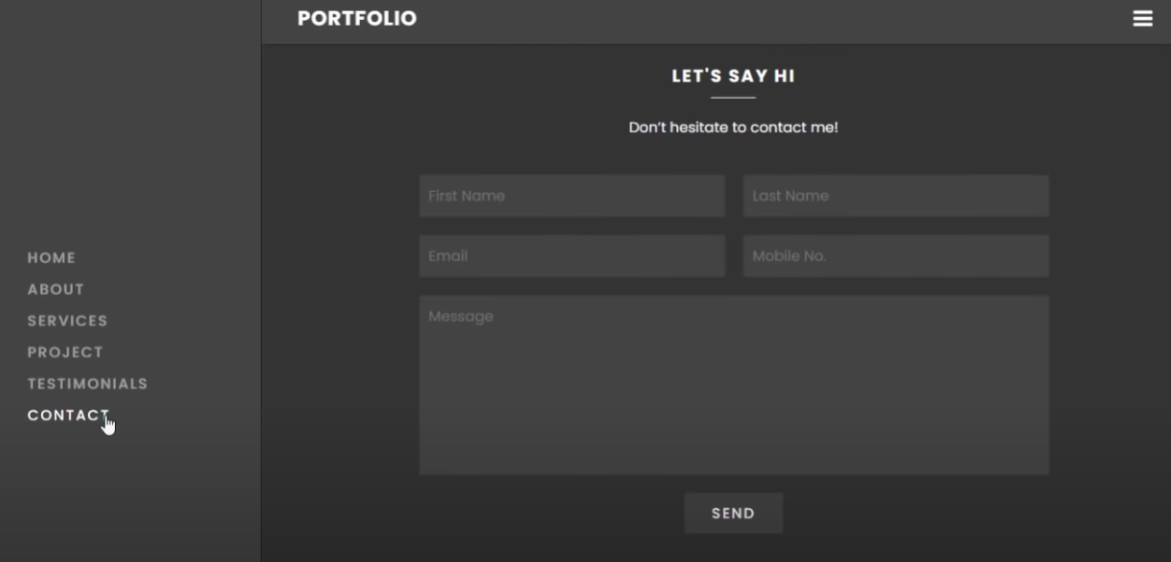 PORTFOLIO
LET'S SAY HI
Don't hesitate to contact me!
First Name
Last Name
Email
Mobile No.
Message
SEND
HOME
ABOUT
SERVICES
PROJECT
TESTIMONIALS
CONTACT